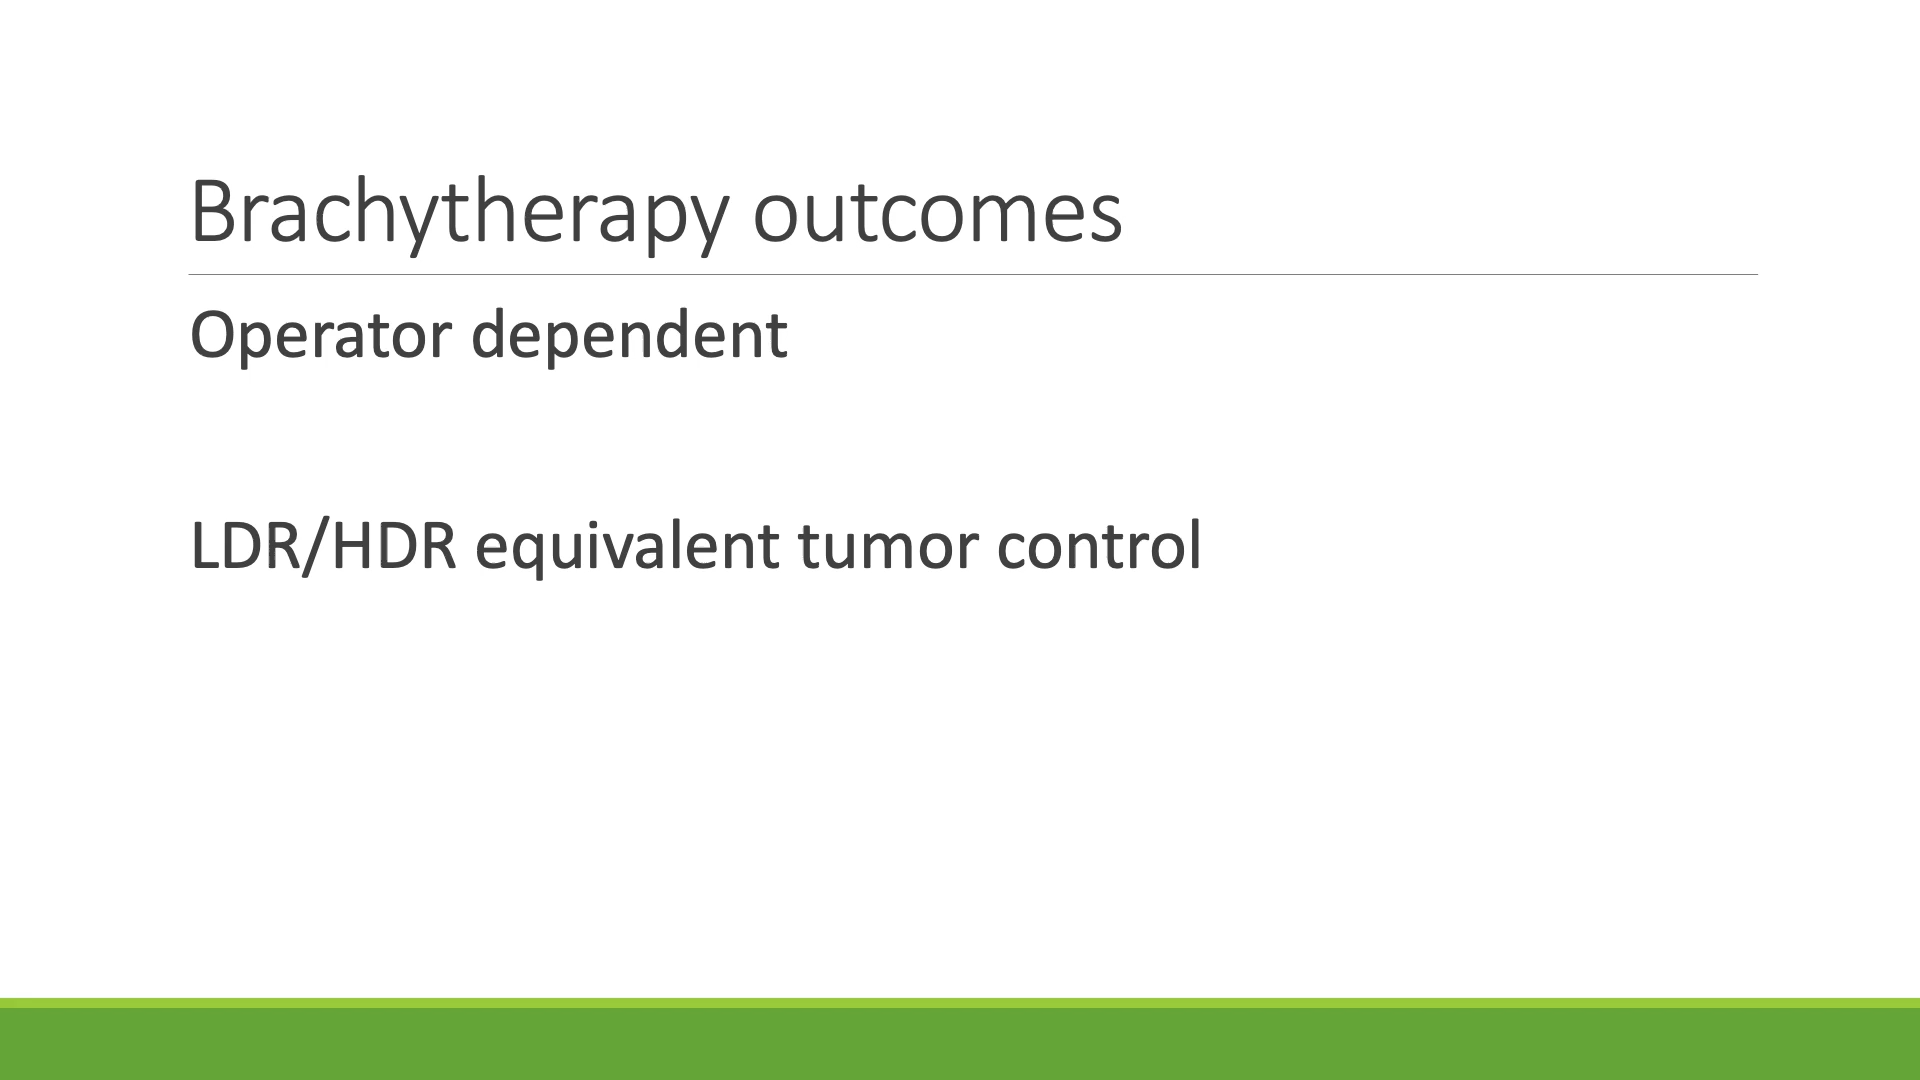 Brachytherapy outcomes
Operator dependent
LDR/HDR equivalent tumor control